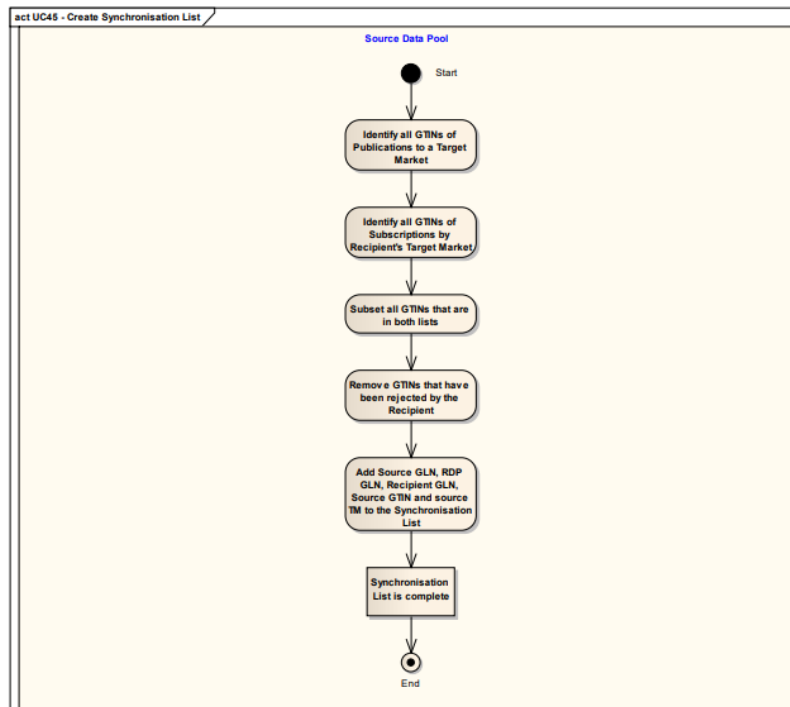 act UC45 - Create Synchronisation List
Source Data Pool
Start
Identify all GTINs of
Publications to a Target
Market
Identify all GTINs of
Subscriptions by
Recipient's Target Market
Subset all GTINs that are
in both lists
Remove GTINs that have
been rejected by the
Recipient
Add Source GLN, RDP
GLN, Recipient GLN,
Source GTIN and source
TM to the Synchronisation
List
Synchronisation
List is complete
End